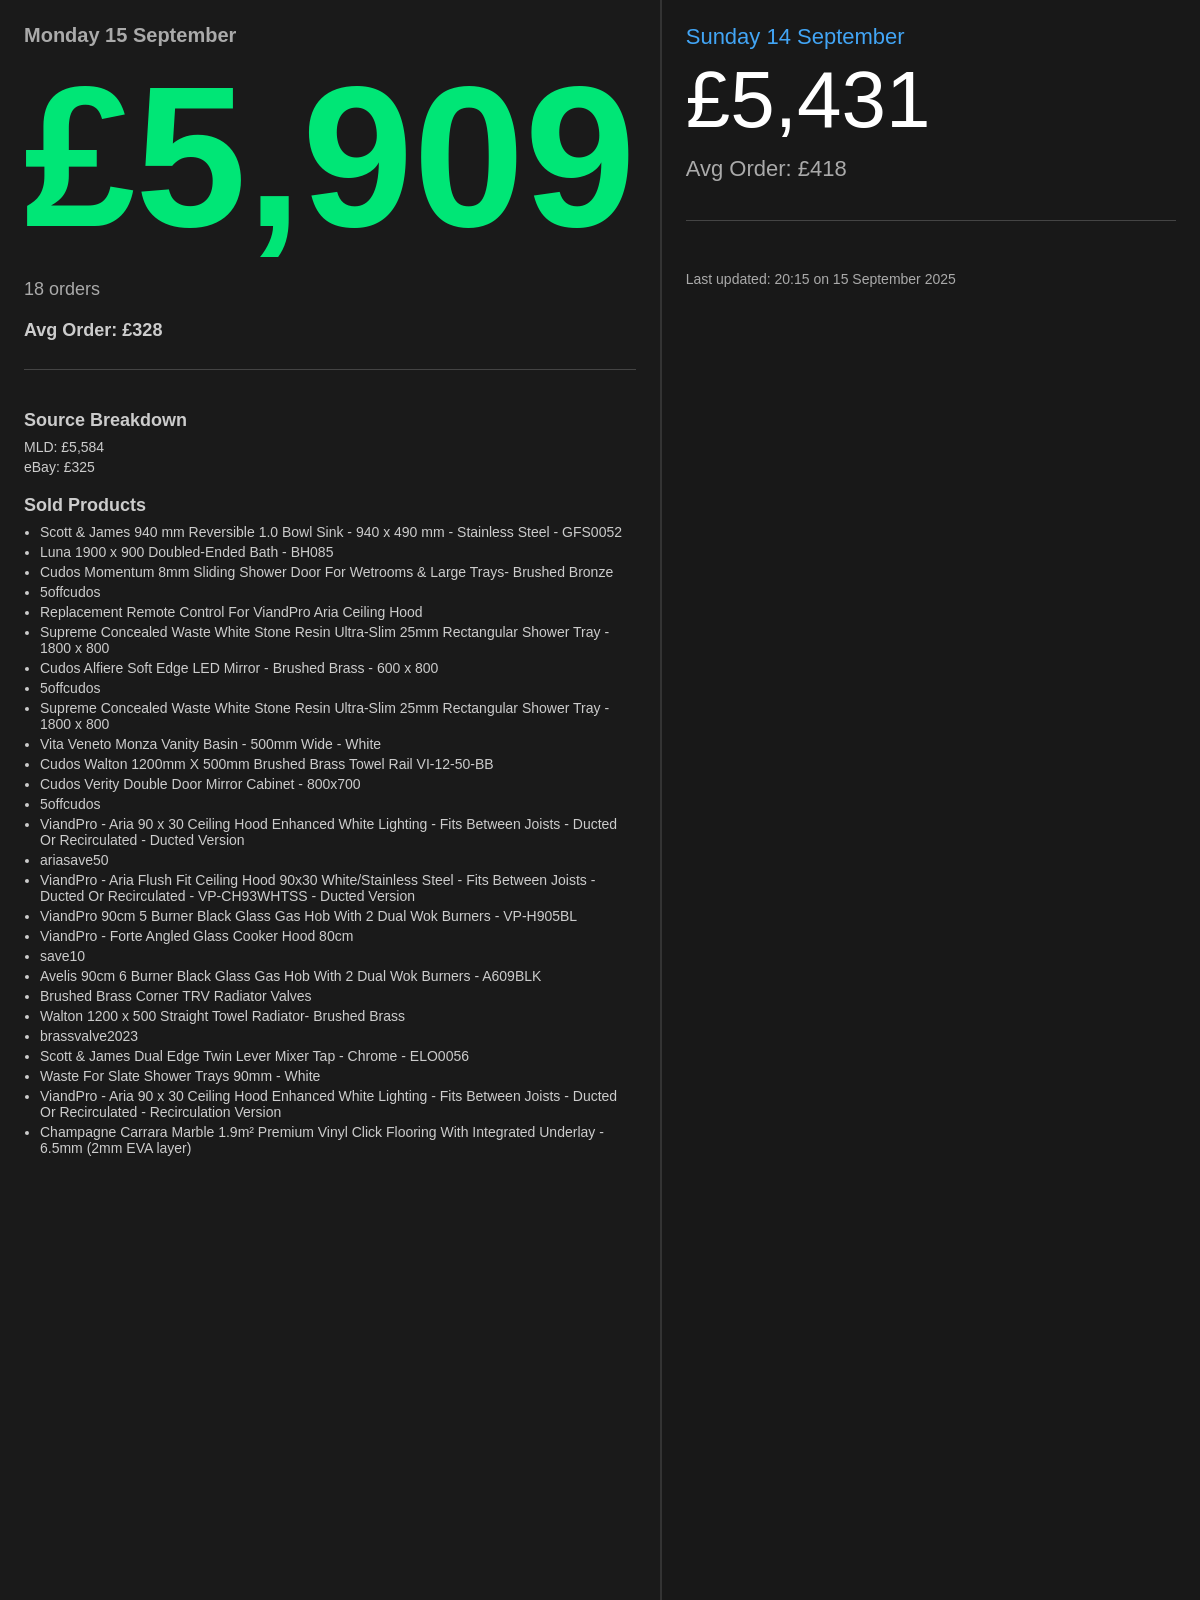 Monday 15 September
£5,909
18 orders
Avg Order: £328
Source Breakdown
MLD: £5,584
eBay: £325
Sold Products
• Scott & James 940 mm Reversible 1.0 Bowl Sink - 940 x 490 mm - Stainless Steel - GFS0052
• Luna 1900 x 900 Doubled-Ended Bath - BH085
• Cudos Momentum 8mm Sliding Shower Door For Wetrooms & Large Trays- Brushed Bronze
• 5offcudos
• Replacement Remote Control For ViandPro Aria Ceiling Hood
• Supreme Concealed Waste White Stone Resin Ultra-Slim 25mm Rectangular Shower Tray -
1800 x 800
• Cudos Alfiere Soft Edge LED Mirror - Brushed Brass - 600 x 800
• 5offcudos
• Supreme Concealed Waste White Stone Resin Ultra-Slim 25mm Rectangular Shower Tray -
1800 x 800
• Vita Veneto Monza Vanity Basin - 500mm Wide - White
• Cudos Walton 1200mm X 500mm Brushed Brass Towel Rail VI-12-50-BB
• Cudos Verity Double Door Mirror Cabinet - 800x700
• 5offcudos
• ViandPro - Aria 90 x 30 Ceiling Hood Enhanced White Lighting - Fits Between Joists - Ducted
Or Recirculated - Ducted Version
• ariasave50
• ViandPro - Aria Flush Fit Ceiling Hood 90x30 White/Stainless Steel - Fits Between Joists -
Ducted Or Recirculated - VP-CH93WHTSS - Ducted Version
• ViandPro 90cm 5 Burner Black Glass Gas Hob With 2 Dual Wok Burners - VP-H905BL
• ViandPro - Forte Angled Glass Cooker Hood 80cm
• save10
• Avelis 90cm 6 Burner Black Glass Gas Hob With 2 Dual Wok Burners - A609BLK
• Brushed Brass Corner TRV Radiator Valves
• Walton 1200 x 500 Straight Towel Radiator- Brushed Brass
• brassvalve2023
• Scott & James Dual Edge Twin Lever Mixer Tap - Chrome - ELO0056
• Waste For Slate Shower Trays 90mm - White
• ViandPro - Aria 90 x 30 Ceiling Hood Enhanced White Lighting - Fits Between Joists - Ducted
Or Recirculated - Recirculation Version
• Champagne Carrara Marble 1.9m² Premium Vinyl Click Flooring With Integrated Underlay -
6.5mm (2mm EVA layer)
Sunday 14 September
£5,431
Avg Order: £418
Last updated: 20:15 on 15 September 2025